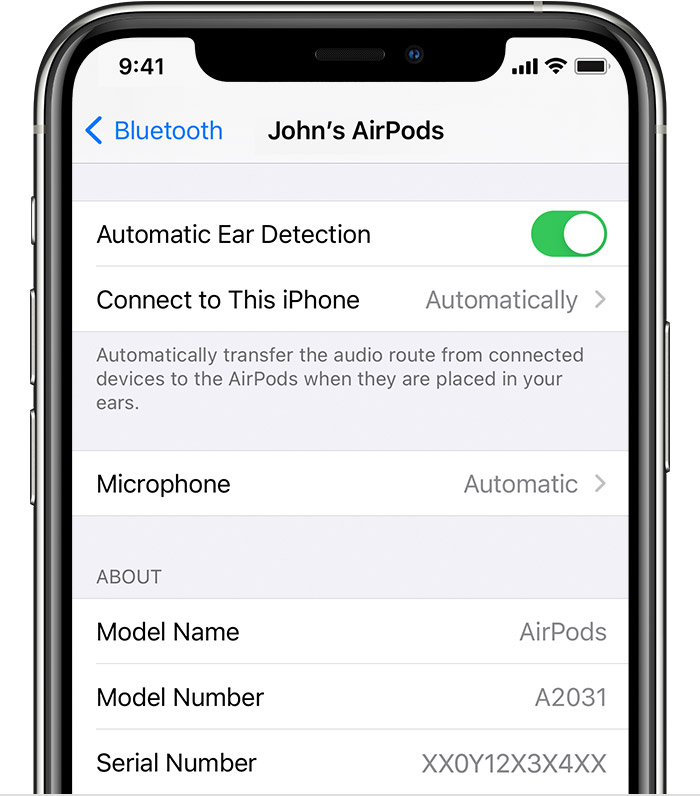 9:41
Bluetooth
John’s AirPods
Automatic Ear Detection
Connect to This iPhone Automatically
Automatically transfer the audio route from connected
devices to the AirPods when they are placed in your
ears.
Microphone Automatic
ABOUT
Model Name AirPods
Model Number A2031
Serial Number XX0Y12X3X4XX